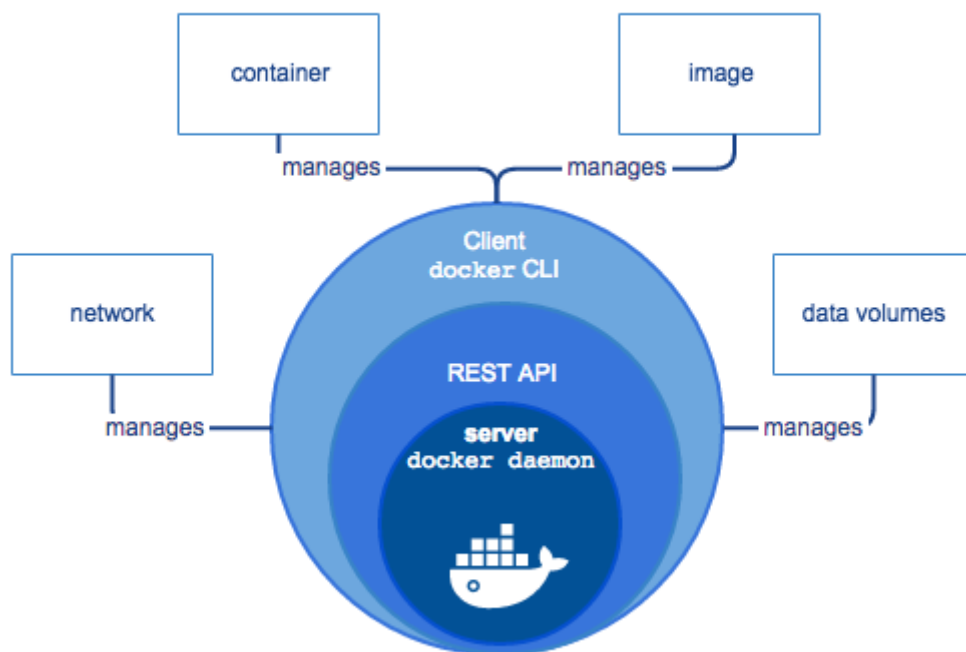 container
image
manages
manages
Client
docker CLI
network
data volumes
REST API
manages
manages
server
docker daemon